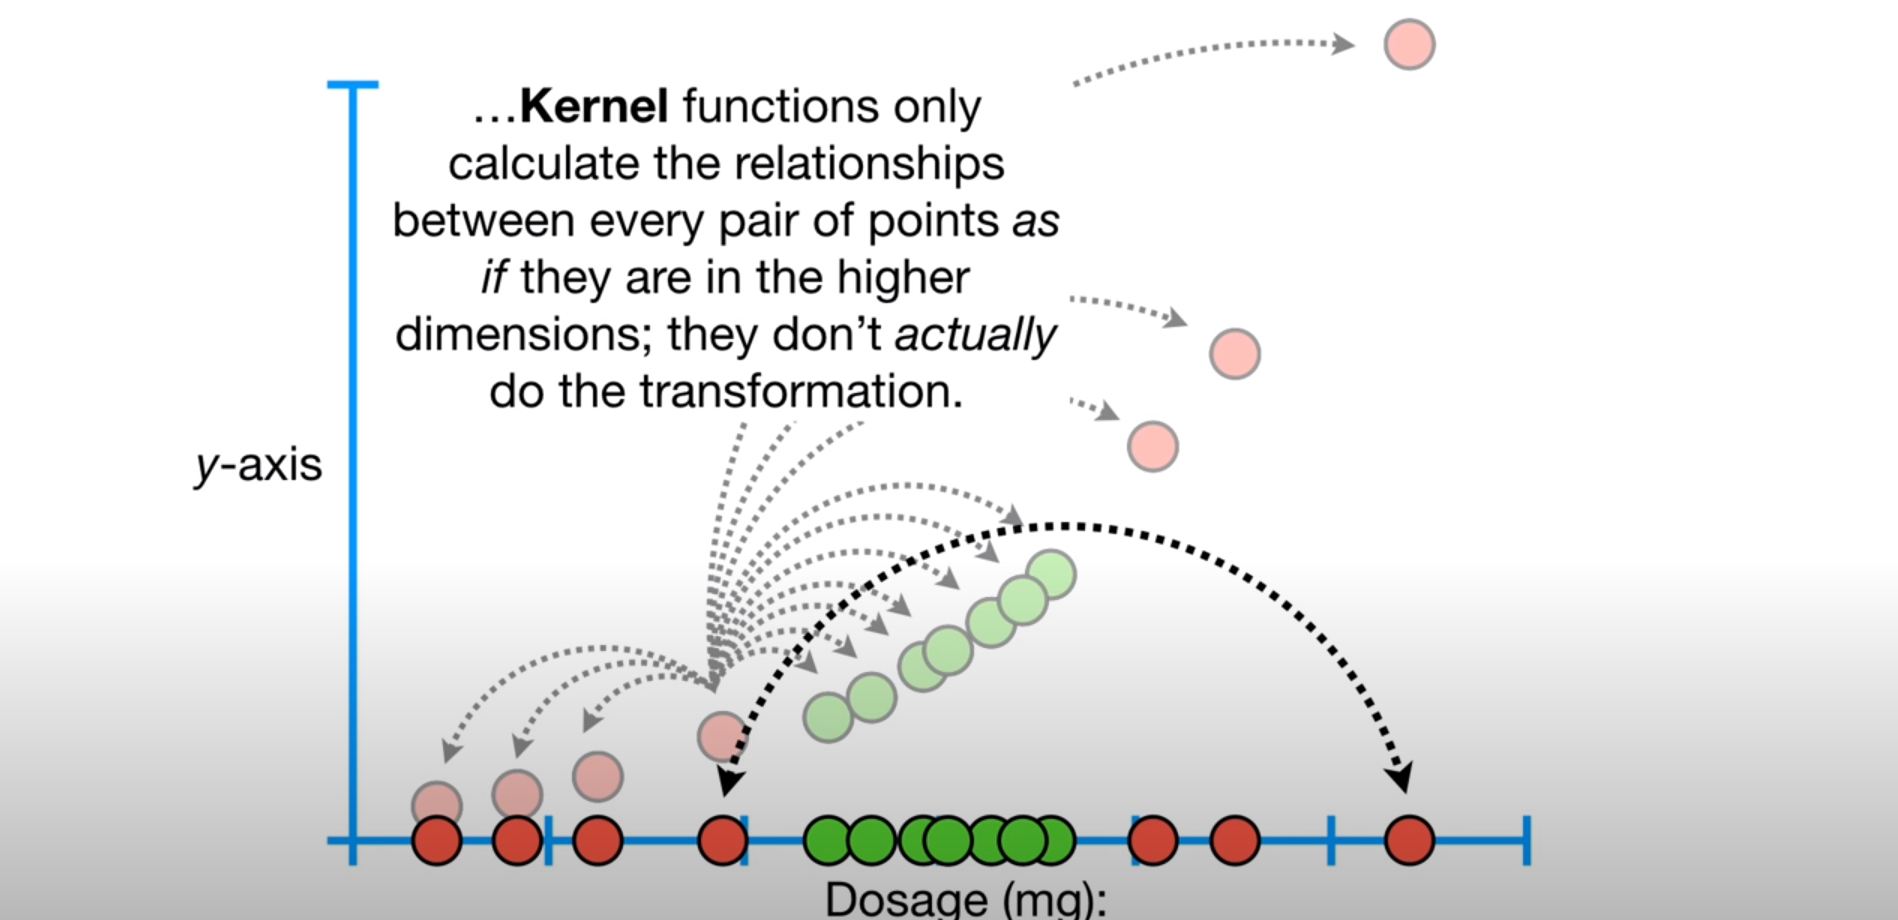 …Kernel functions only
calculate the relationships
between every pair of points as
if they are in the higher
dimensions; they don’t actually
do the transformation.
y-axis
Dosage (mg):